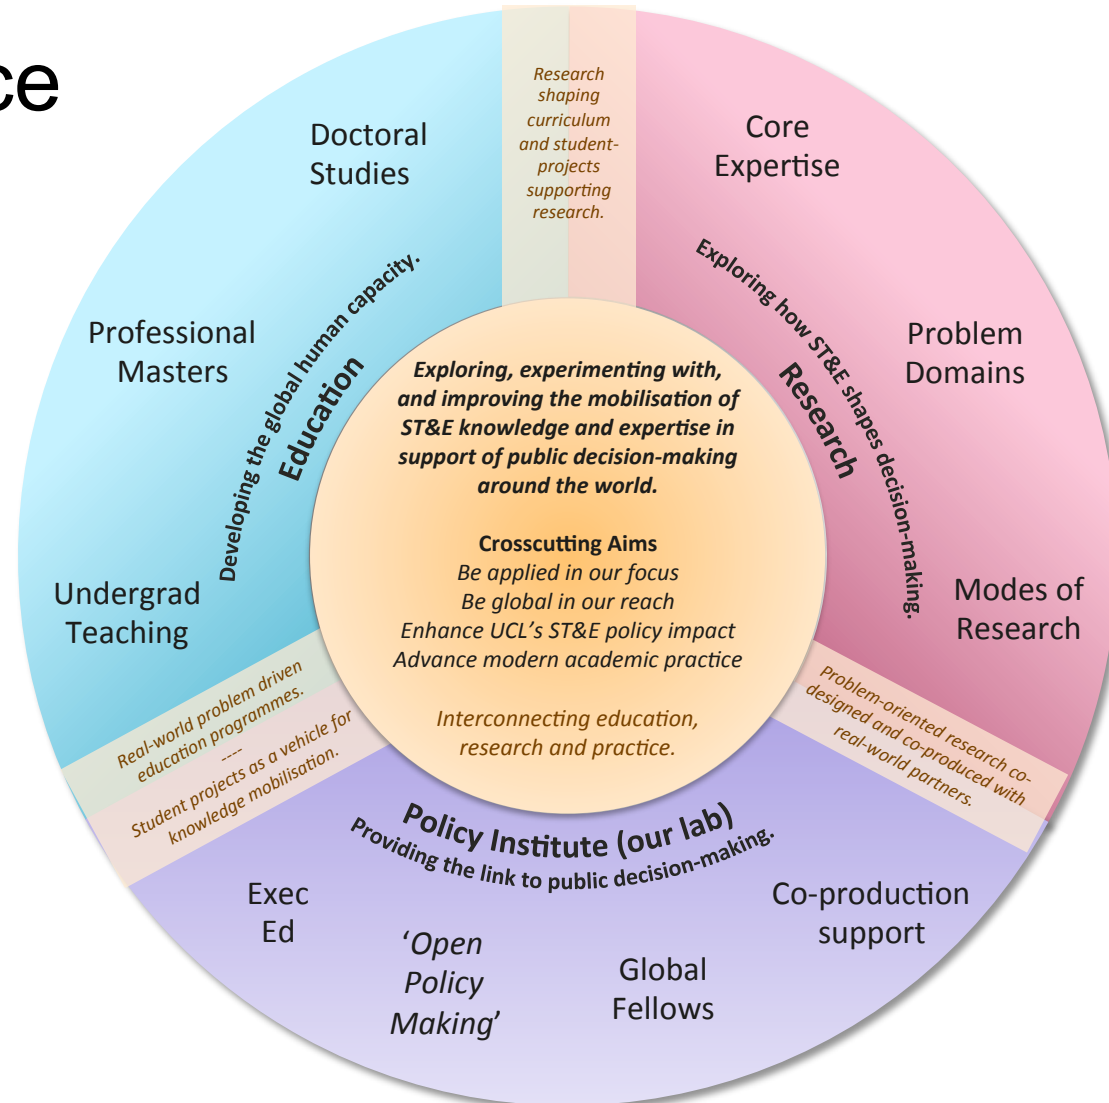 ce
Research
shaping
curriculum
and student-
projects
supporting
research.
Doctoral
Studies
Professional
Masters
Undergrad
Teaching
Developing the global human capacity.
Education
Core
Expertise
Problem
Domains
Modes of
Research
Exploring how ST&E shapes decision-making.
Research
Exploring, experimenting with,
and improving the mobilisation of
ST&E knowledge and expertise in
support of public decision-making
around the world.
Crosscutting Aims
Be applied in our focus
Be global in our reach
Enhance UCL's ST&E policy impact
Advance modern academic practice
Interconnecting education,
research and practice.
Real-world problem driven
education programmes.
----
Student projects as a vehicle for
knowledge mobilisation.
Problem-oriented research co-
designed and co-produced with
real-world partners.
Policy Institute (our lab)
Providing the link to public decision-making.
Exec
Ed
‘Open
Policy
Making’
Global
Fellows
Co-production
support